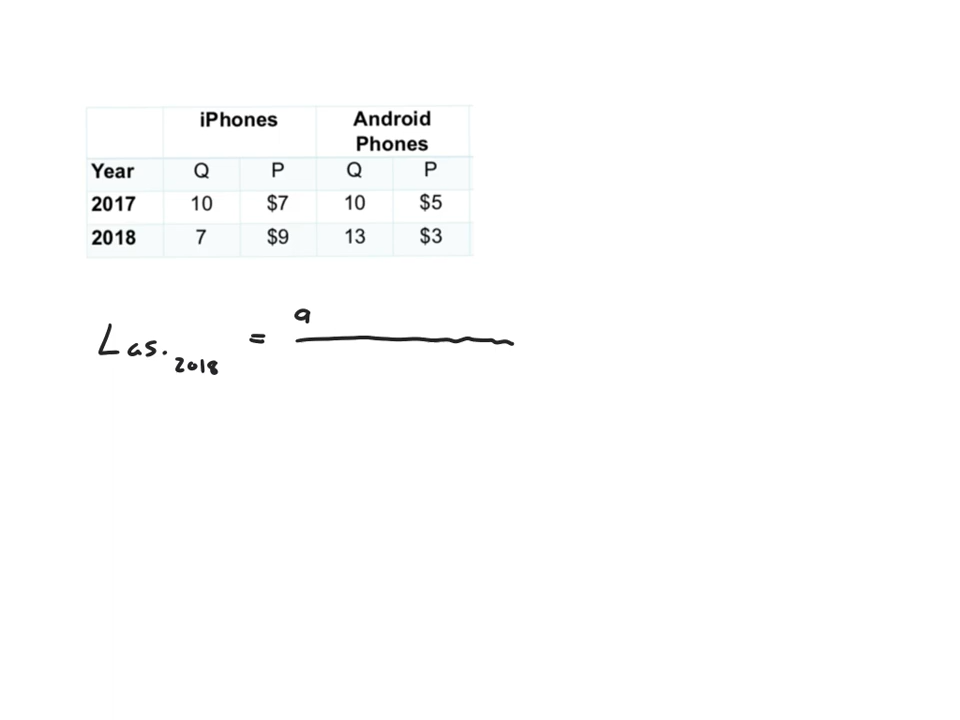 iPhones Android Phones
Year Q P Q P
2017 10 $7 10 $5
2018 7 $9 13 $3
9
Las. 2018 =